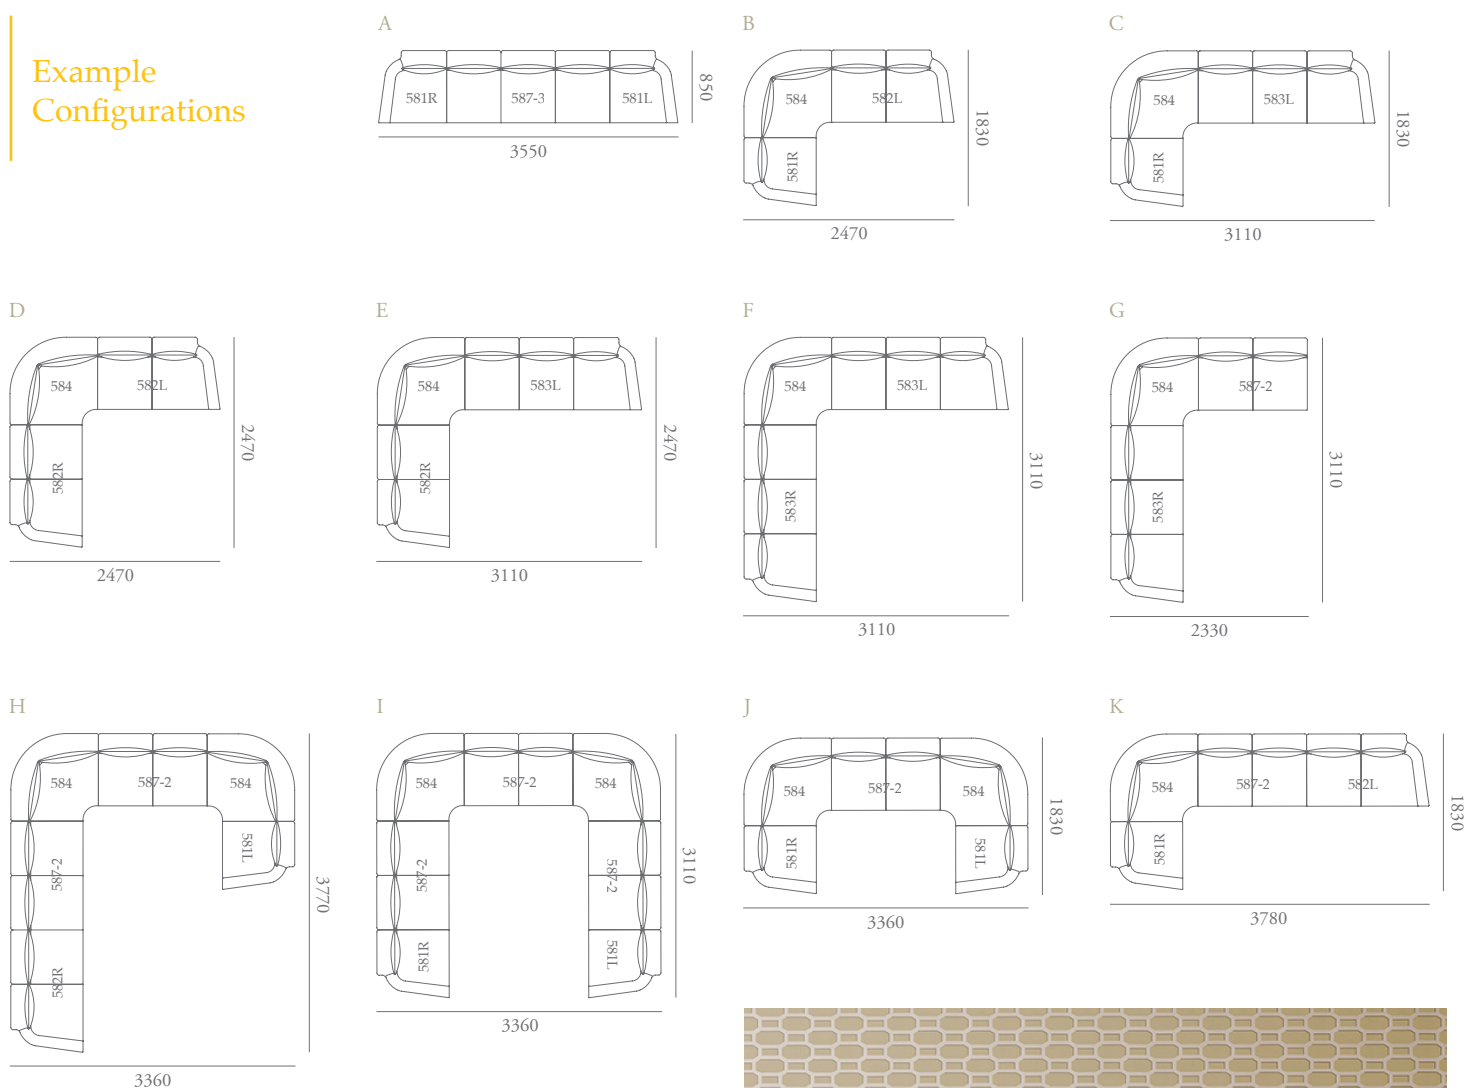 Example
Configurations
A
581R
587-3
581L
850
3550
B
584
582L
581R
1830
2470
C
584
583L
581R
1830
3110
D
584
582L
582R
2470
2470
E
584
583L
582R
2470
3110
F
584
583L
583R
3110
3110
G
584
587-2
583R
3110
2330
H
584
587-2
584
581L
587-2
582R
3770
3360
I
584
587-2
584
587-2
587-2
581R
581L
3110
3360
J
584
587-2
584
581R
581L
1830
3360
K
584
587-2
582L
581R
1830
3780